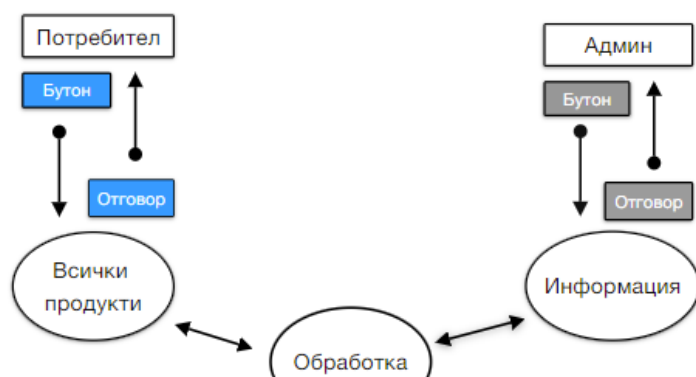 Потребител
Админ
Бутон
Бутон
Отговор
Отговор
Всички
продукти
Информация
Обработка